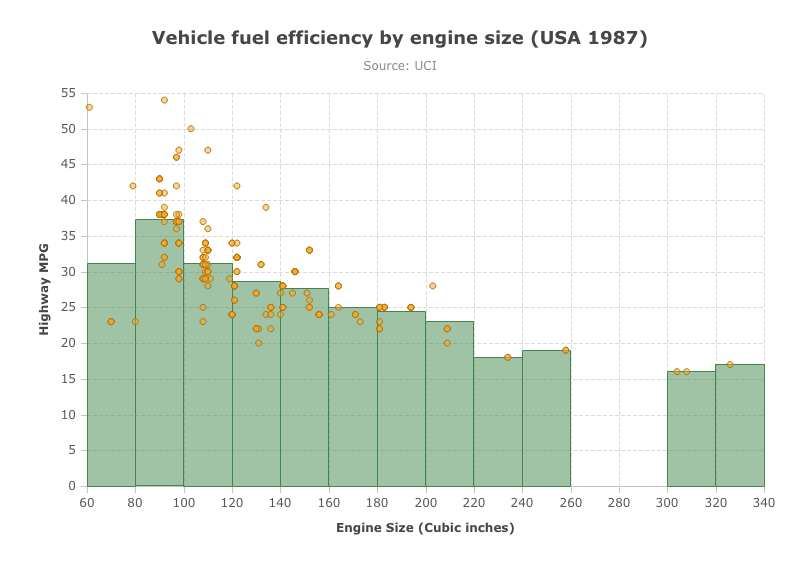 Vehicle fuel efficiency by engine size (USA 1987)
Source: UCI
55
50
45
40
35
30
25
20
15
10
5
0
Highway MPG
60 80 100 120 140 160 180 200 220 240 260 280 300 320 340
Engine Size (Cubic inches)